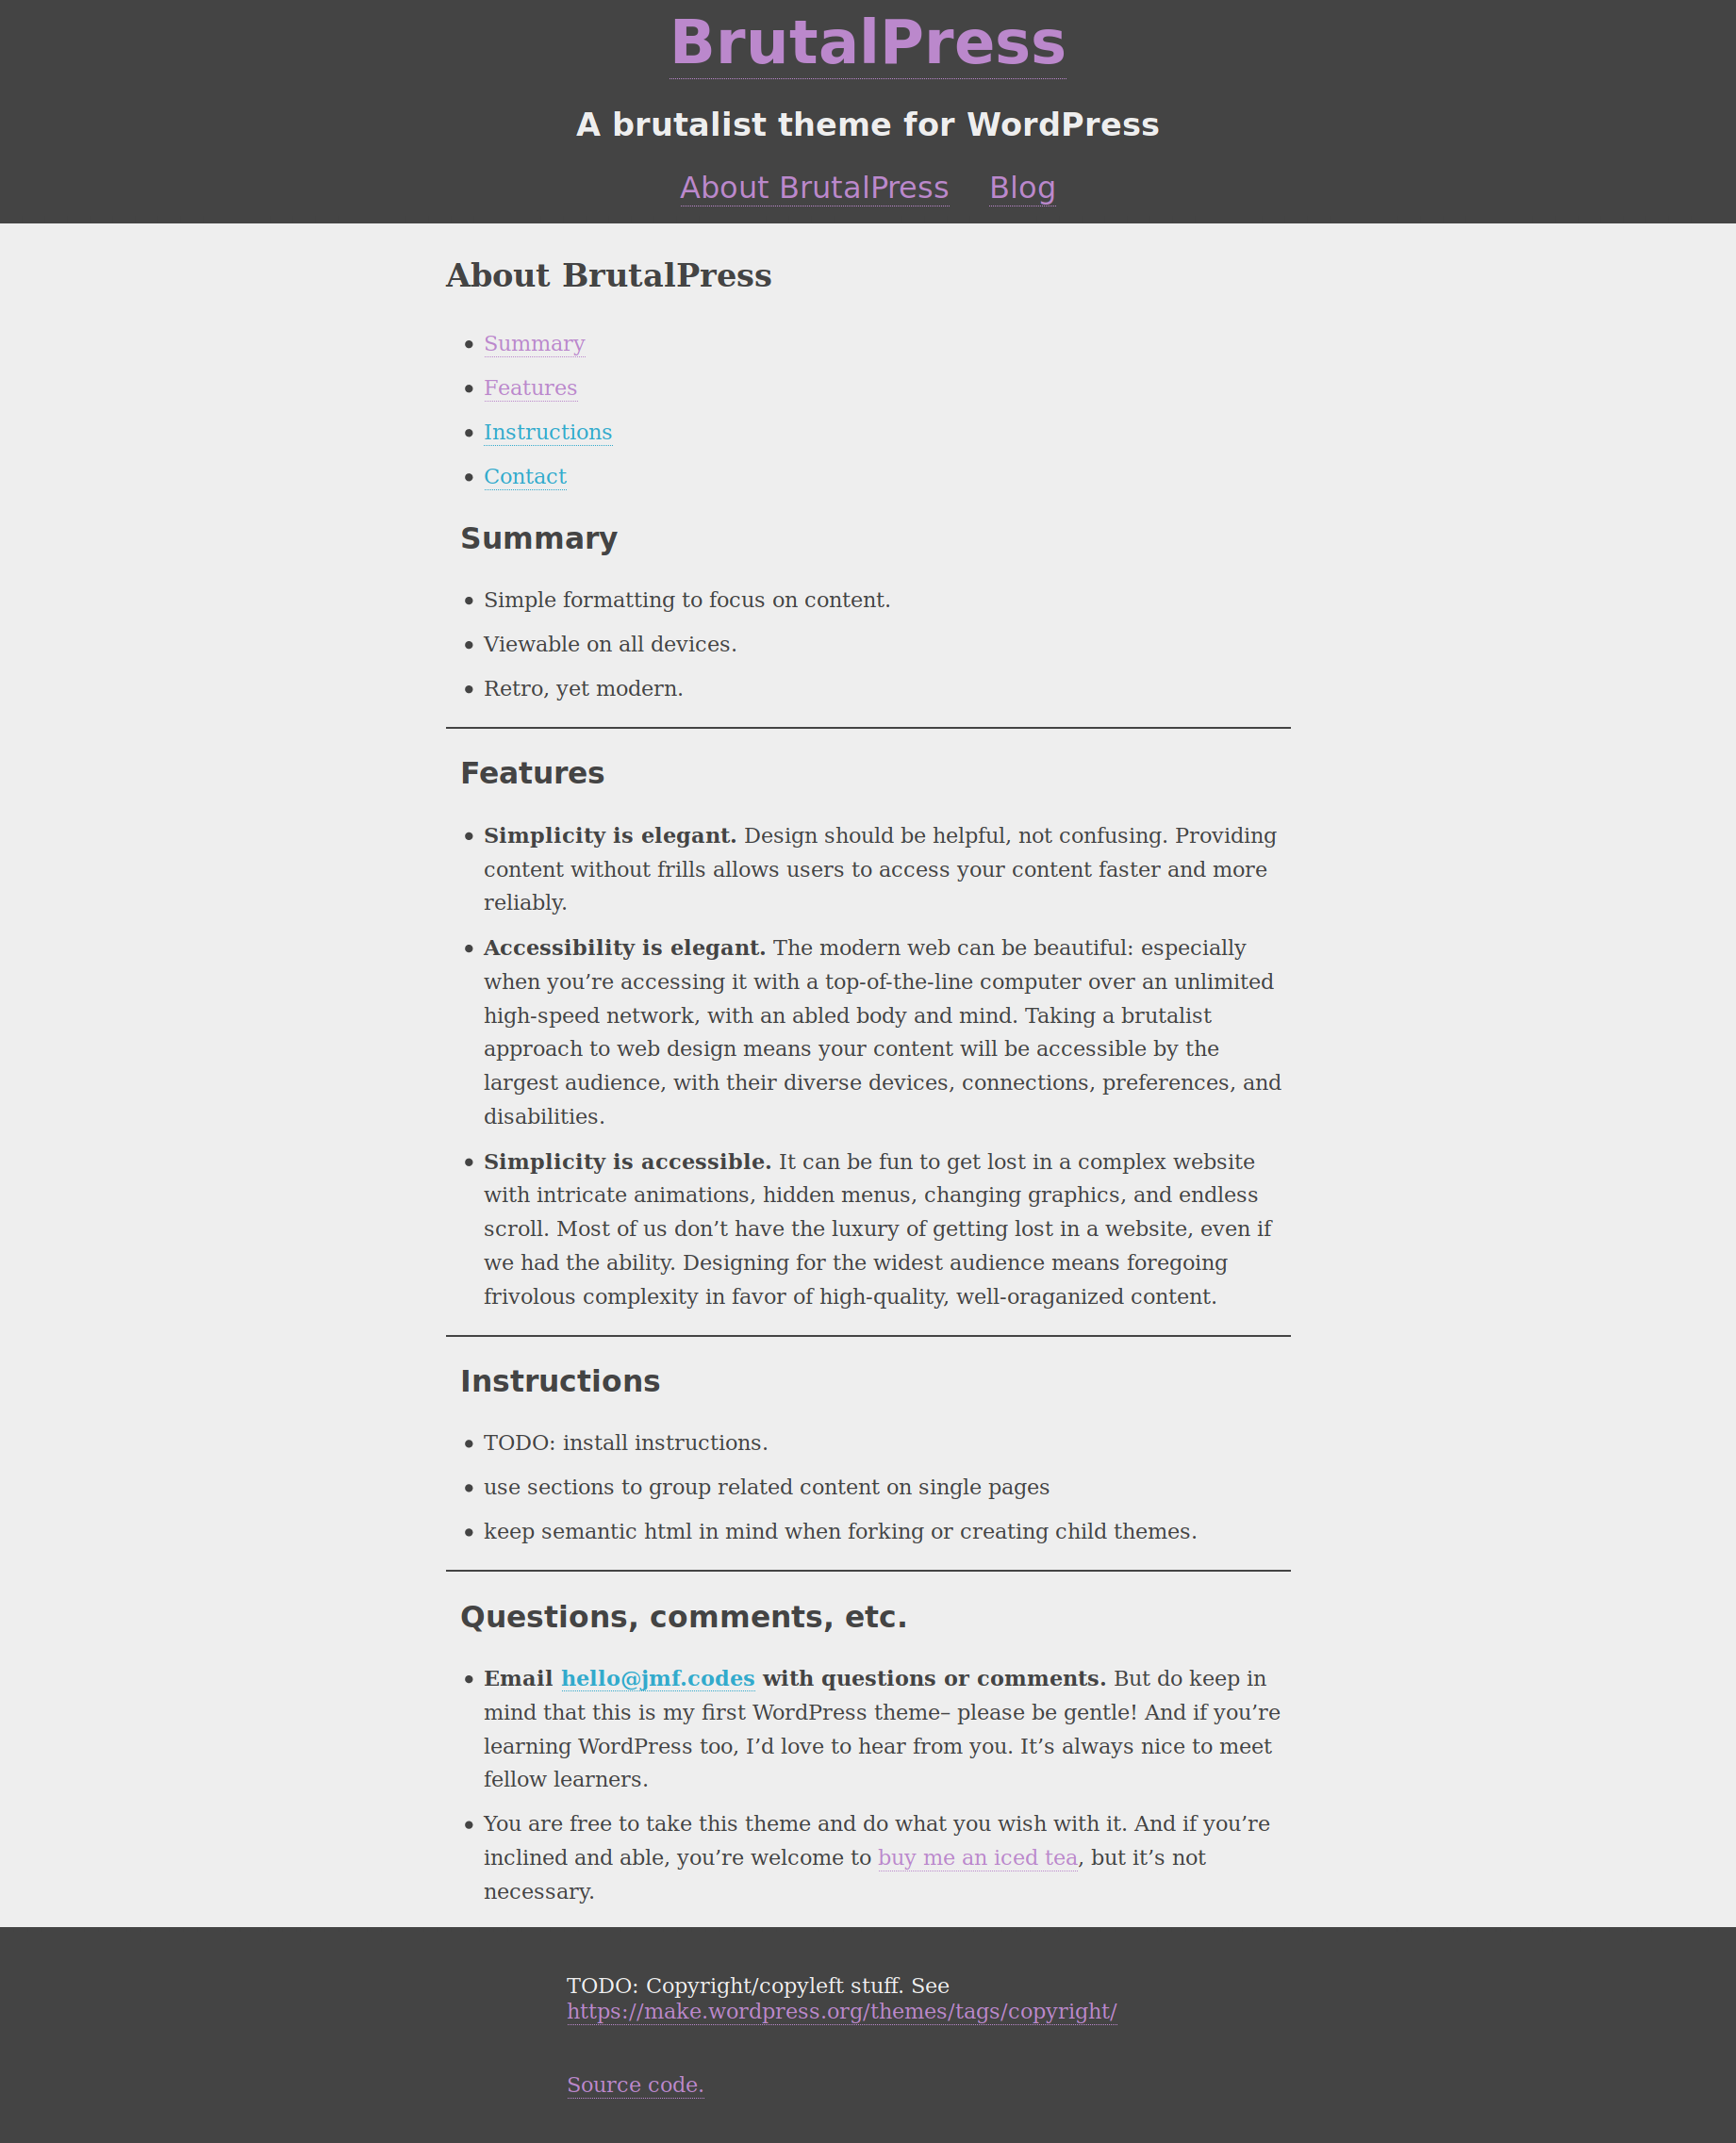 BrutalPress
A brutalist theme for WordPress
About BrutalPress Blog
About BrutalPress
Summary
Features
Instructions
Contact
Summary
Simple formatting to focus on content.
Viewable on all devices.
Retro, yet modern.
Features
Simplicity is elegant. Design should be helpful, not confusing. Providing
content without frills allows users to access your content faster and more
reliably.
Accessibility is elegant. The modern web can be beautiful: especially
when you’re accessing it with a top-of-the-line computer over an unlimited
high-speed network, with an abled body and mind. Taking a brutalist
approach to web design means your content will be accessible by the
largest audience, with their diverse devices, connections, preferences, and
disabilities.
Simplicity is accessible. It can be fun to get lost in a complex website
with intricate animations, hidden menus, changing graphics, and endless
scroll. Most of us don’t have the luxury of getting lost in a website, even if
we had the ability. Designing for the widest audience means foregoing
frivolous complexity in favor of high-quality, well-oraganized content.
Instructions
TODO: install instructions.
use sections to group related content on single pages
keep semantic html in mind when forking or creating child themes.
Questions, comments, etc.
Email hello@jmf.codes with questions or comments. But do keep in
mind that this is my first WordPress theme– please be gentle! And if you’re
learning WordPress too, I’d love to hear from you. It’s always nice to meet
fellow learners.
You are free to take this theme and do what you wish with it. And if you’re
inclined and able, you’re welcome to buy me an iced tea, but it’s not
necessary.
TODO: Copyright/copyleft stuff. See
https://make.wordpress.org/themes/tags/copyright/
Source code.